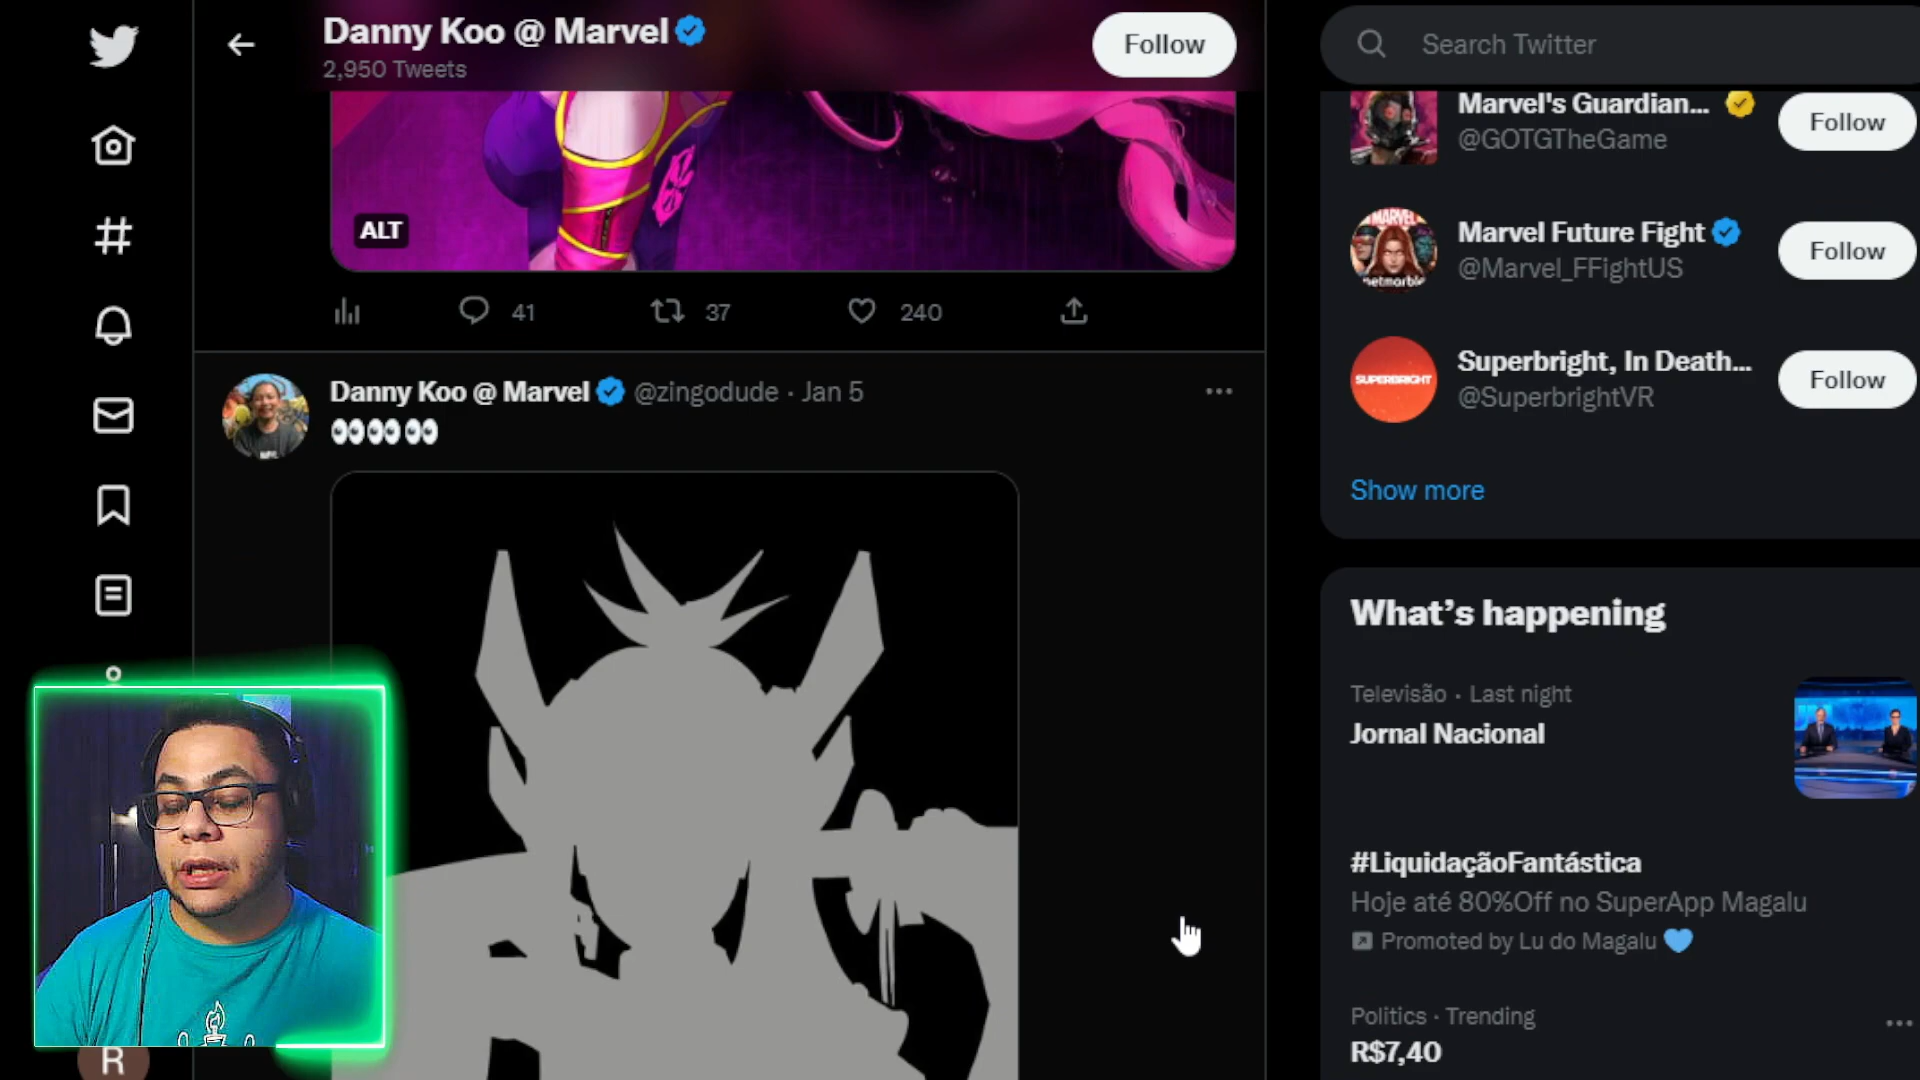 Danny Koo @ Marvel
2,950 Tweets
Follow
ALT
41
37
240
Danny Koo @ Marvel @zingodude · Jan 5
👀👀👀
R
Search Twitter
Marvel's Guardian...
@GOTGTheGame
Follow
MARVEL
netmarble
Marvel Future Fight
@Marvel_FFightUS
Follow
SUPERBRIGHT
Superbright, In Death...
@SuperbrightVR
Follow
Show more
What's happening
Televisão · Last night
Jornal Nacional
#LiquidaçãoFantástica
Hoje até 80%Off no SuperApp Magalu
Promoted by Lu do Magalu 💙
Politics · Trending
R$7,40